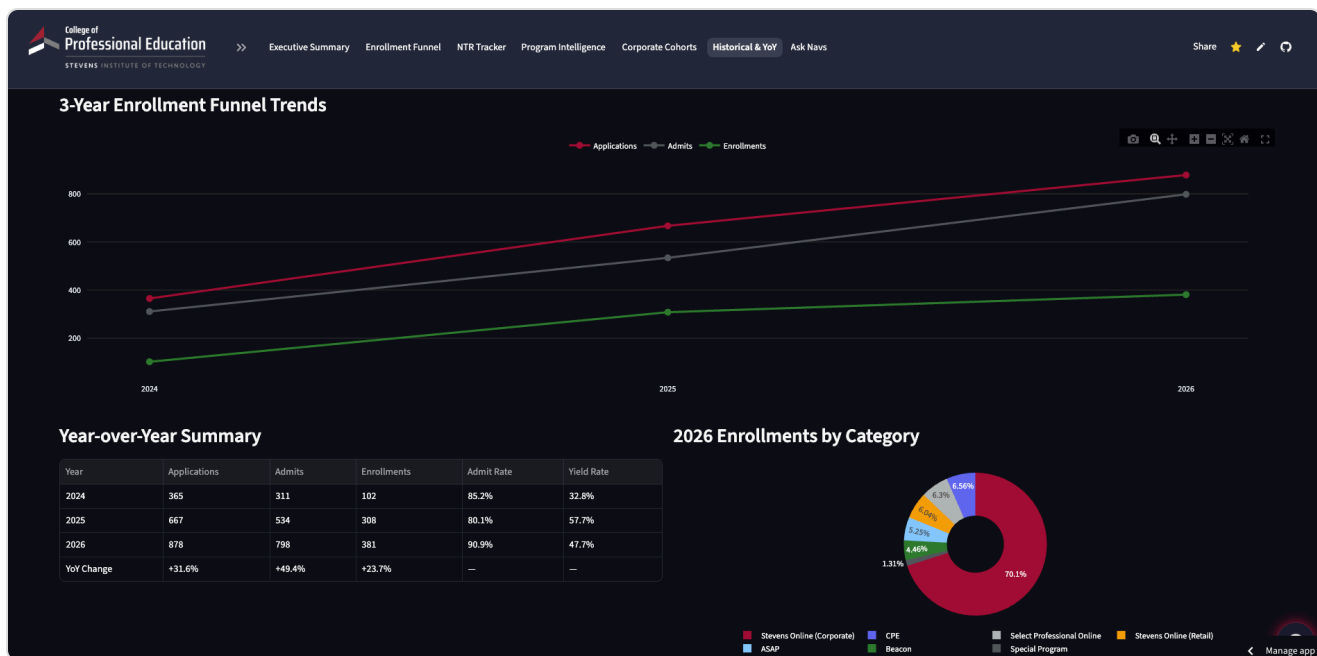 College of
Professional Education
STEVENS INSTITUTE OF TECHNOLOGY
Executive Summary Enrollment Funnel NTR Tracker Program Intelligence Corporate Cohorts Historical & YoY Ask Navs
Share
3-Year Enrollment Funnel Trends
Applications Admits Enrollments
800
600
400
200
2024 2025 2026
Year-over-Year Summary
Year Applications Admits Enrollments Admit Rate Yield Rate
2024 365 311 102 85.2% 32.8%
2025 667 534 308 80.1% 57.7%
2026 878 798 381 90.9% 47.7%
YoY Change +31.6% +49.4% +23.7% — —
2026 Enrollments by Category
6.56%
6.3%
6.04%
5.25%
4.46%
1.31%
70.1%
Stevens Online (Corporate) CPE Select Professional Online Stevens Online (Retail)
ASAP Beacon Special Program
Manage app